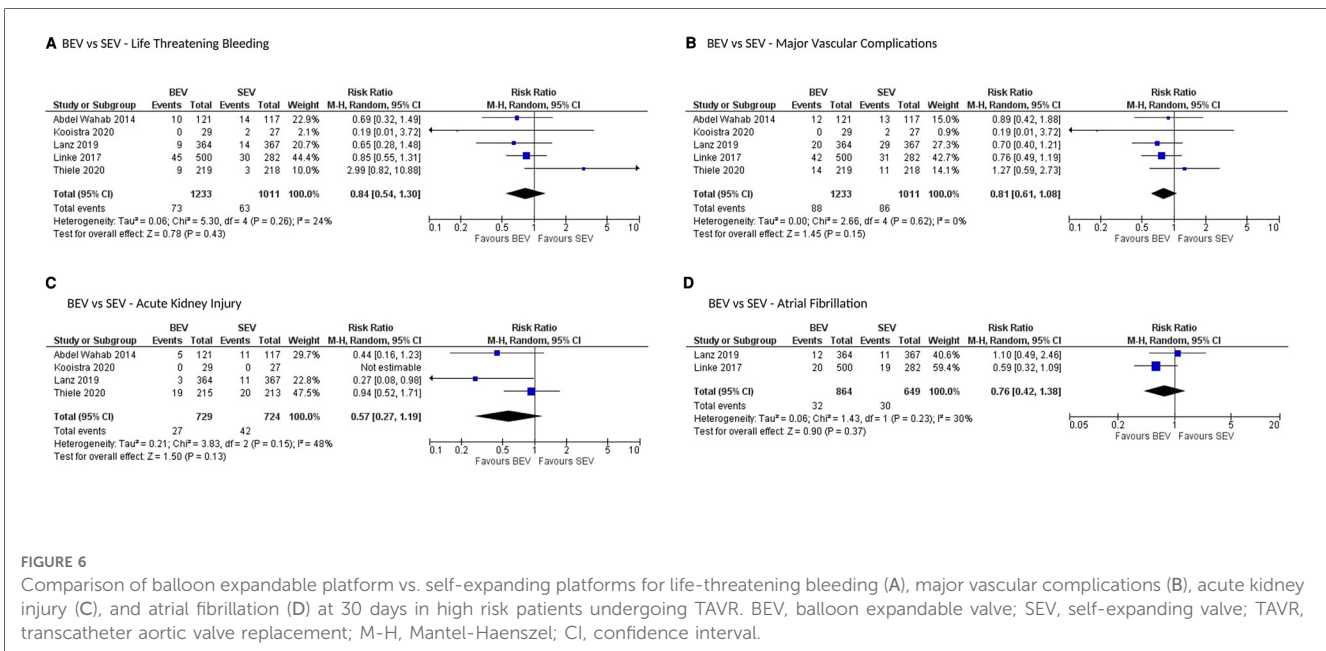 A BEV vs SEV - Life Threatening Bleeding
BEV SEV Risk Ratio Risk Ratio
Study or Subgroup Events Total Events Total Weight M-H, Random, 95% CI M-H, Random, 95% CI
Abdel Wahab 2014 10 121 14 117 22.9% 0.69 [0.32, 1.49]
Kooistra 2020 0 29 2 27 2.1% 0.19 [0.01, 3.72]
Lanz 2019 9 364 14 367 20.7% 0.65 [0.28, 1.48]
Linke 2017 45 500 30 282 44.4% 0.85 [0.55, 1.31]
Thiele 2020 9 219 3 218 10.0% 2.99 [0.82, 10.88]
Total (95% CI) 1233 1011 100.0% 0.84 [0.54, 1.30]
Total events 73 63
Heterogeneity: Tau² = 0.06; Chi² = 5.30, df = 4 (P = 0.26); I² = 24%
Test for overall effect: Z = 0.78 (P = 0.43)
0.1 0.2 0.5 1 2 5 10
Favours BEV Favours SEV
B BEV vs SEV - Major Vascular Complications
BEV SEV Risk Ratio Risk Ratio
Study or Subgroup Events Total Events Total Weight M-H, Random, 95% CI M-H, Random, 95% CI
Abdel Wahab 2014 12 121 13 117 15.0% 0.89 [0.42, 1.88]
Kooistra 2020 0 29 2 27 0.9% 0.19 [0.01, 3.72]
Lanz 2019 20 364 29 367 27.3% 0.70 [0.40, 1.21]
Linke 2017 42 500 31 282 42.7% 0.76 [0.49, 1.19]
Thiele 2020 14 219 11 218 14.0% 1.27 [0.59, 2.73]
Total (95% CI) 1233 1011 100.0% 0.81 [0.61, 1.08]
Total events 88 86
Heterogeneity: Tau² = 0.00; Chi² = 2.66, df = 4 (P = 0.62); I² = 0%
Test for overall effect: Z = 1.45 (P = 0.15)
0.1 0.2 0.5 1 2 5 10
Favours BEV Favours SEV
C
BEV vs SEV - Acute Kidney Injury
BEV SEV Risk Ratio Risk Ratio
Study or Subgroup Events Total Events Total Weight M-H, Random, 95% CI M-H, Random, 95% CI
Abdel Wahab 2014 5 121 11 117 29.7% 0.44 [0.16, 1.23]
Kooistra 2020 0 29 0 27 Not estimable
Lanz 2019 3 364 11 367 22.8% 0.27 [0.08, 0.98]
Thiele 2020 19 215 20 213 47.5% 0.94 [0.52, 1.71]
Total (95% CI) 729 724 100.0% 0.57 [0.27, 1.19]
Total events 27 42
Heterogeneity: Tau² = 0.21; Chi² = 3.83, df = 2 (P = 0.15); I² = 48%
Test for overall effect: Z = 1.50 (P = 0.13)
0.1 0.2 0.5 1 2 5 10
Favours BEV Favours SEV
D
BEV vs SEV - Atrial Fibrillation
BEV SEV Risk Ratio Risk Ratio
Study or Subgroup Events Total Events Total Weight M-H, Random, 95% CI M-H, Random, 95% CI
Lanz 2019 12 364 11 367 40.6% 1.10 [0.49, 2.46]
Linke 2017 20 500 19 282 59.4% 0.59 [0.32, 1.09]
Total (95% CI) 864 649 100.0% 0.76 [0.42, 1.38]
Total events 32 30
Heterogeneity: Tau² = 0.06; Chi² = 1.43, df = 1 (P = 0.23); I² = 30%
Test for overall effect: Z = 0.90 (P = 0.37)
0.05 0.2 1 5 20
Favours BEV Favours SEV
FIGURE 6
Comparison of balloon expandable platform vs. self-expanding platforms for life-threatening bleeding (A), major vascular complications (B), acute kidney
injury (C), and atrial fibrillation (D) at 30 days in high risk patients undergoing TAVR. BEV, balloon expandable valve; SEV, self-expanding valve; TAVR,
transcatheter aortic valve replacement; M-H, Mantel-Haenszel; CI, confidence interval.